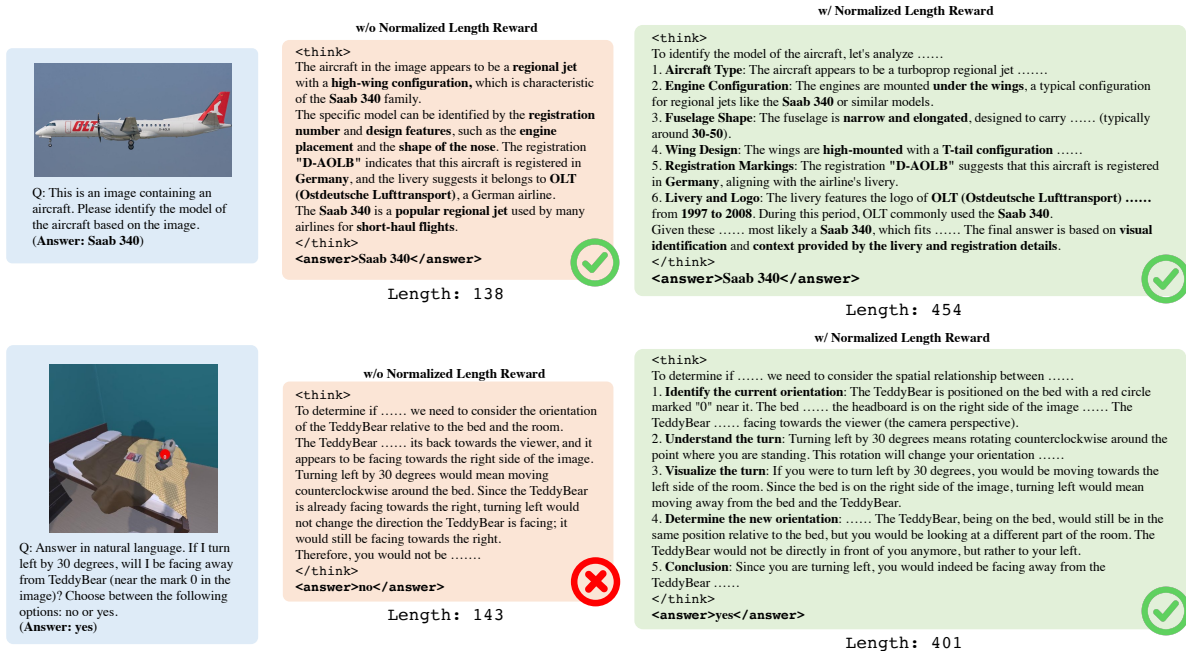 w/o Normalized Length Reward
w/ Normalized Length Reward
OLT
Q: This is an image containing an
aircraft. Please identify the model of
the aircraft based on the image.
(Answer: Saab 340)
<think>
The aircraft in the image appears to be a regional jet
with a high-wing configuration, which is characteristic
of the Saab 340 family.
The specific model can be identified by the registration
number and design features, such as the engine
placement and the shape of the nose. The registration
"D-AOLB" indicates that this aircraft is registered in
Germany, and the livery suggests it belongs to OLT
(Ostdeutsche Lufttransport), a German airline.
The Saab 340 is a popular regional jet used by many
airlines for short-haul flights.
</think>
<answer>Saab 340</answer>
Length: 138
<think>
To identify the model of the aircraft, let's analyze ……
1. Aircraft Type: The aircraft appears to be a turboprop regional jet …….
2. Engine Configuration: The engines are mounted under the wings, a typical configuration
for regional jets like the Saab 340 or similar models.
3. Fuselage Shape: The fuselage is narrow and elongated, designed to carry …… (typically
around 30-50).
4. Wing Design: The wings are high-mounted with a T-tail configuration ……
5. Registration Markings: The registration "D-AOLB" suggests that this aircraft is registered
in Germany, aligning with the airline's livery.
6. Livery and Logo: The livery features the logo of OLT (Ostdeutsche Lufttransport) ……
from 1997 to 2008. During this period, OLT commonly used the Saab 340.
Given these …… most likely a Saab 340, which fits …… The final answer is based on visual
identification and context provided by the livery and registration details.
</think>
<answer>Saab 340</answer>
Length: 454
w/o Normalized Length Reward
w/ Normalized Length Reward
Q: Answer in natural language. If I turn
left by 30 degrees, will I be facing away
from TeddyBear (near the mark 0 in the
image)? Choose between the following
options: no or yes.
(Answer: yes)
<think>
To determine if …… we need to consider the orientation
of the TeddyBear relative to the bed and the room.
The TeddyBear …… its back towards the viewer, and it
appears to be facing towards the right side of the image.
Turning left by 30 degrees would mean moving
counterclockwise around the bed. Since the TeddyBear
is already facing towards the right, turning left would
not change the direction the TeddyBear is facing; it
would still be facing towards the right.
Therefore, you would not be …….
</think>
<answer>no</answer>
Length: 143
<think>
To determine if …… we need to consider the spatial relationship between ……
1. Identify the current orientation: The TeddyBear is positioned on the bed with a red circle
marked "0" near it. The bed …… the headboard is on the right side of the image …… The
TeddyBear …… facing towards the viewer (the camera perspective).
2. Understand the turn: Turning left by 30 degrees means rotating counterclockwise around the
point where you are standing. This rotation will change your orientation ……
3. Visualize the turn: If you were to turn left by 30 degrees, you would be moving towards the
left side of the room. Since the bed is on the right side of the image, turning left would mean
moving away from the bed and the TeddyBear.
4. Determine the new orientation: …… The TeddyBear, being on the bed, would still be in the
same position relative to the bed, but you would be looking at a different part of the room. The
TeddyBear would not be directly in front of you anymore, but rather to your left.
5. Conclusion: Since you are turning left, you would indeed be facing away from the
TeddyBear ……
</think>
<answer>yes</answer>
Length: 401